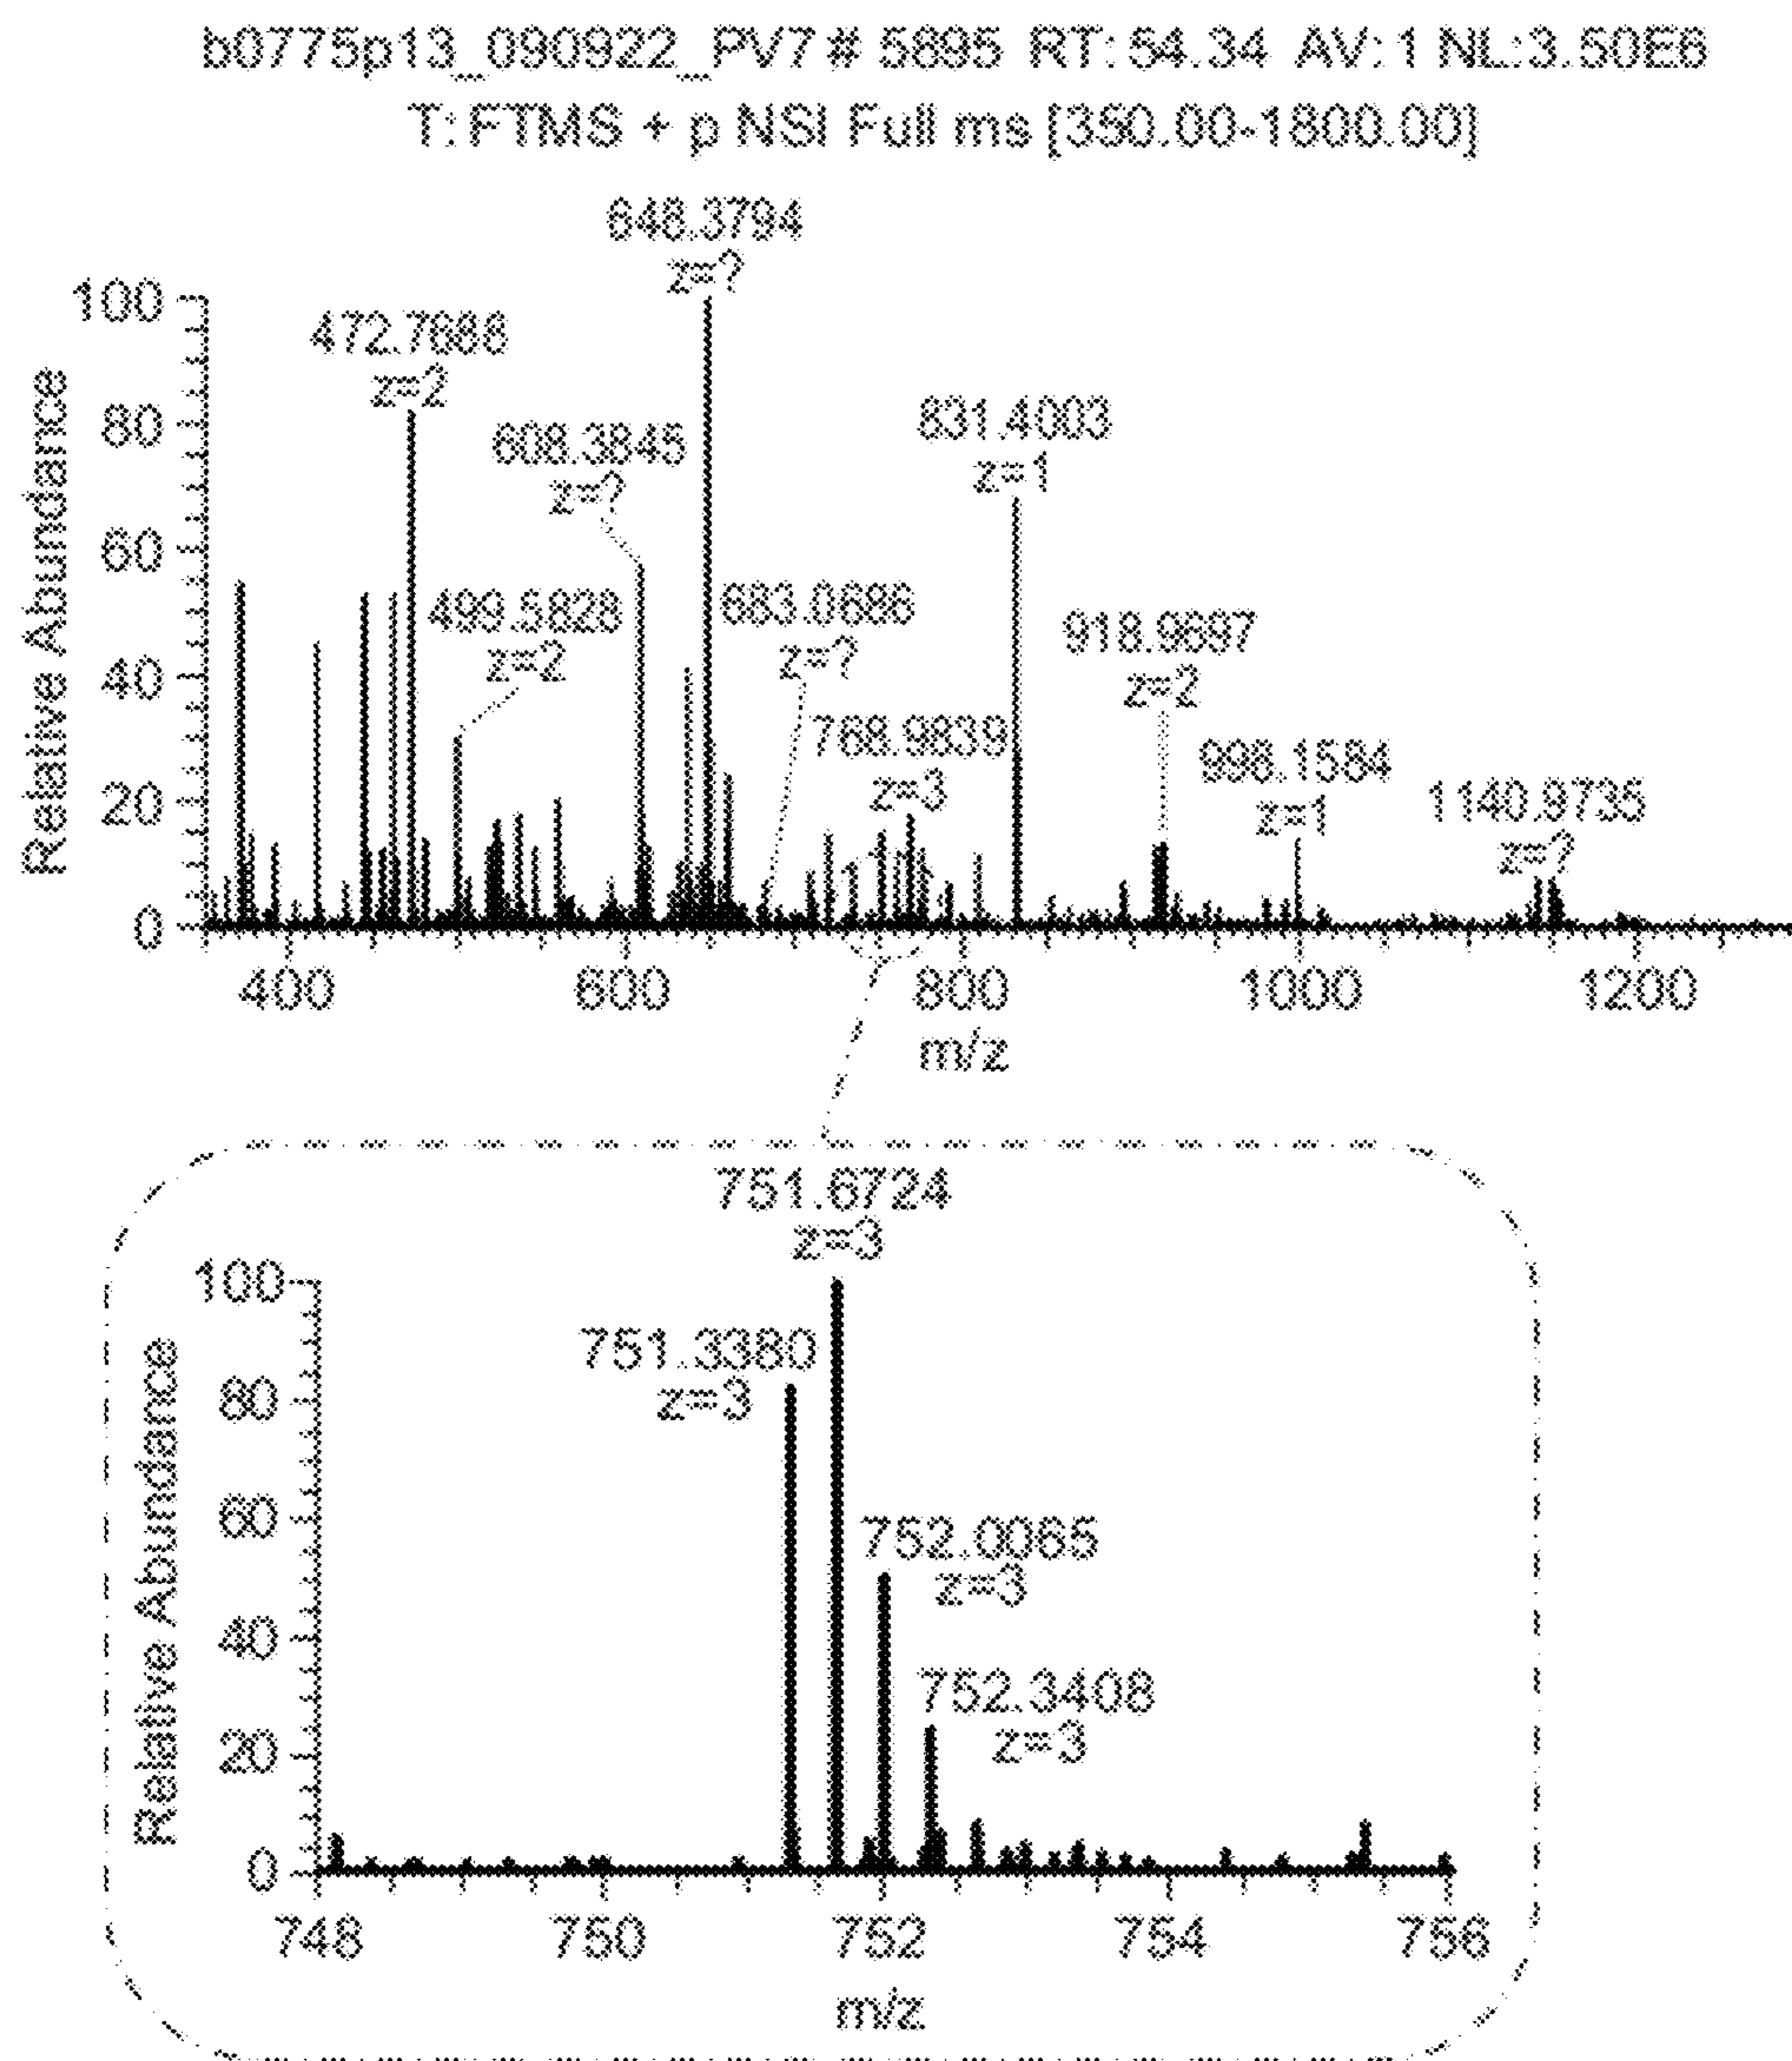 b0775p13_090922_PV7 # 5895 RT: 54.34 AV: 1 NL: 3.50E6
T: FTMS + p NSI Full ms [350.00-1800.00]
648.3794
z=?
472.7688
z=2
608.3845
z=?
831.4003
z=1
499.5828
z=2
683.0686
z=?
918.9697
z=2
768.9839
z=3
998.1584
z=1
1140.9735
z=?
Relative Abundance
100
80
60
40
20
0
400 600 800 1000 1200
m/z
751.6724
z=3
751.3380
z=3
752.0065
z=3
752.3408
z=3
Relative Abundance
100
80
60
40
20
0
748 750 752 754 756
m/z